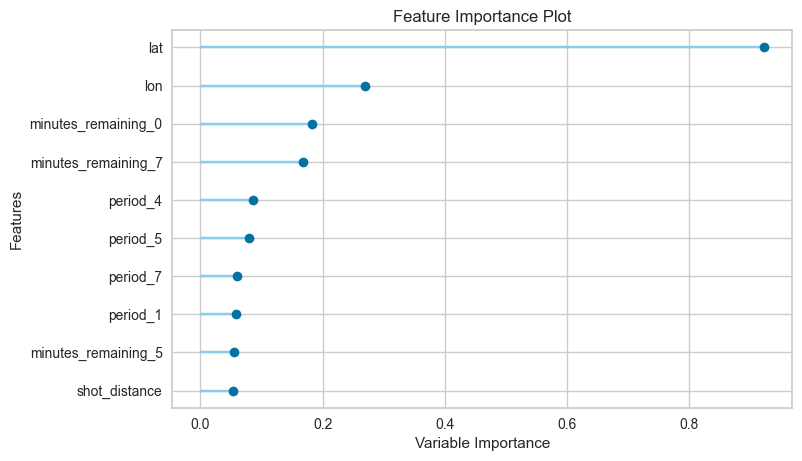 Feature Importance Plot
Features
lat
lon
minutes_remaining_0
minutes_remaining_7
period_4
period_5
period_7
period_1
minutes_remaining_5
shot_distance
0.0 0.2 0.4 0.6 0.8
Variable Importance